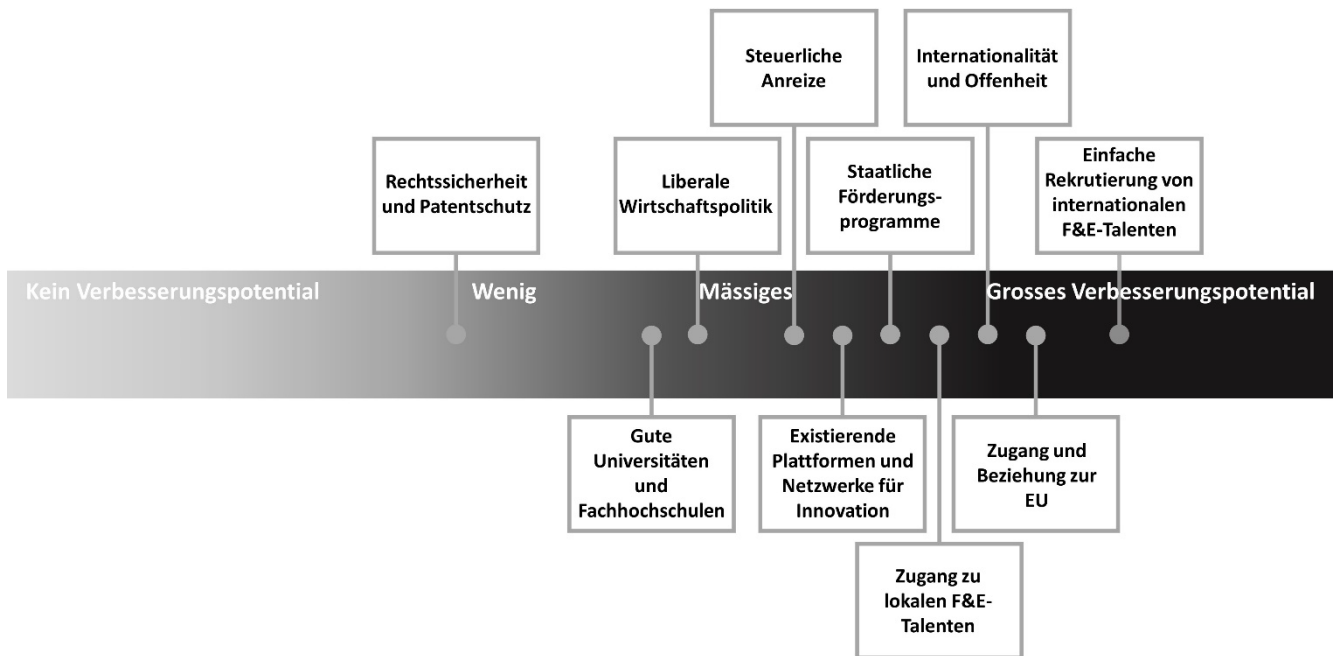 Steuerliche
Anreize
Internationalität
und Offenheit
Rechtssicherheit
und Patentschutz
Liberale
Wirtschaftspolitik
Staatliche
Förderungs-
programme
Einfache
Rekrutierung von
internationalen
F&E-Talenten
Kein Verbesserungspotential
Wenig
Mässiges
Grosses Verbesserungspotential
Gute
Universitäten
und
Fachhochschulen
Existierende
Plattformen und
Netzwerke für
Innovation
Zugang und
Beziehung zur
EU
Zugang zu
lokalen F&E-
Talenten